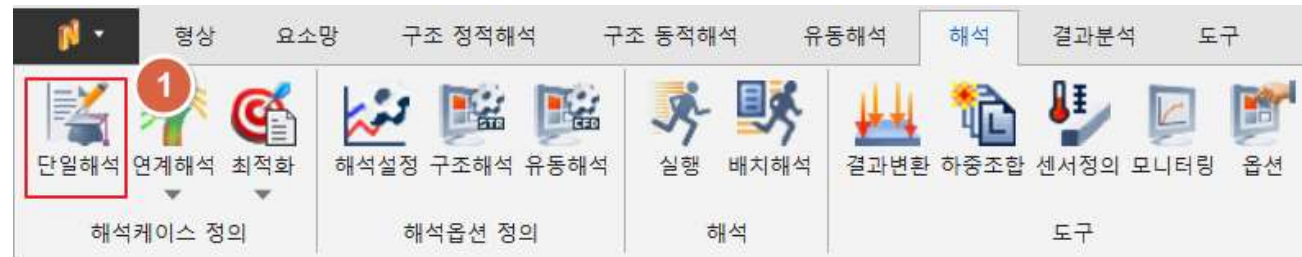 형상 요소망 구조 정적해석 구조 동적해석 유동해석 해석 결과분석 도구
1
단일해석 연계해석 최적화 해석설정 구조해석 유동해석 실행 배치해석 결과변환 하중조합 센서정의 모니터링 옵션
해석케이스 정의 해석옵션 정의 해석 도구